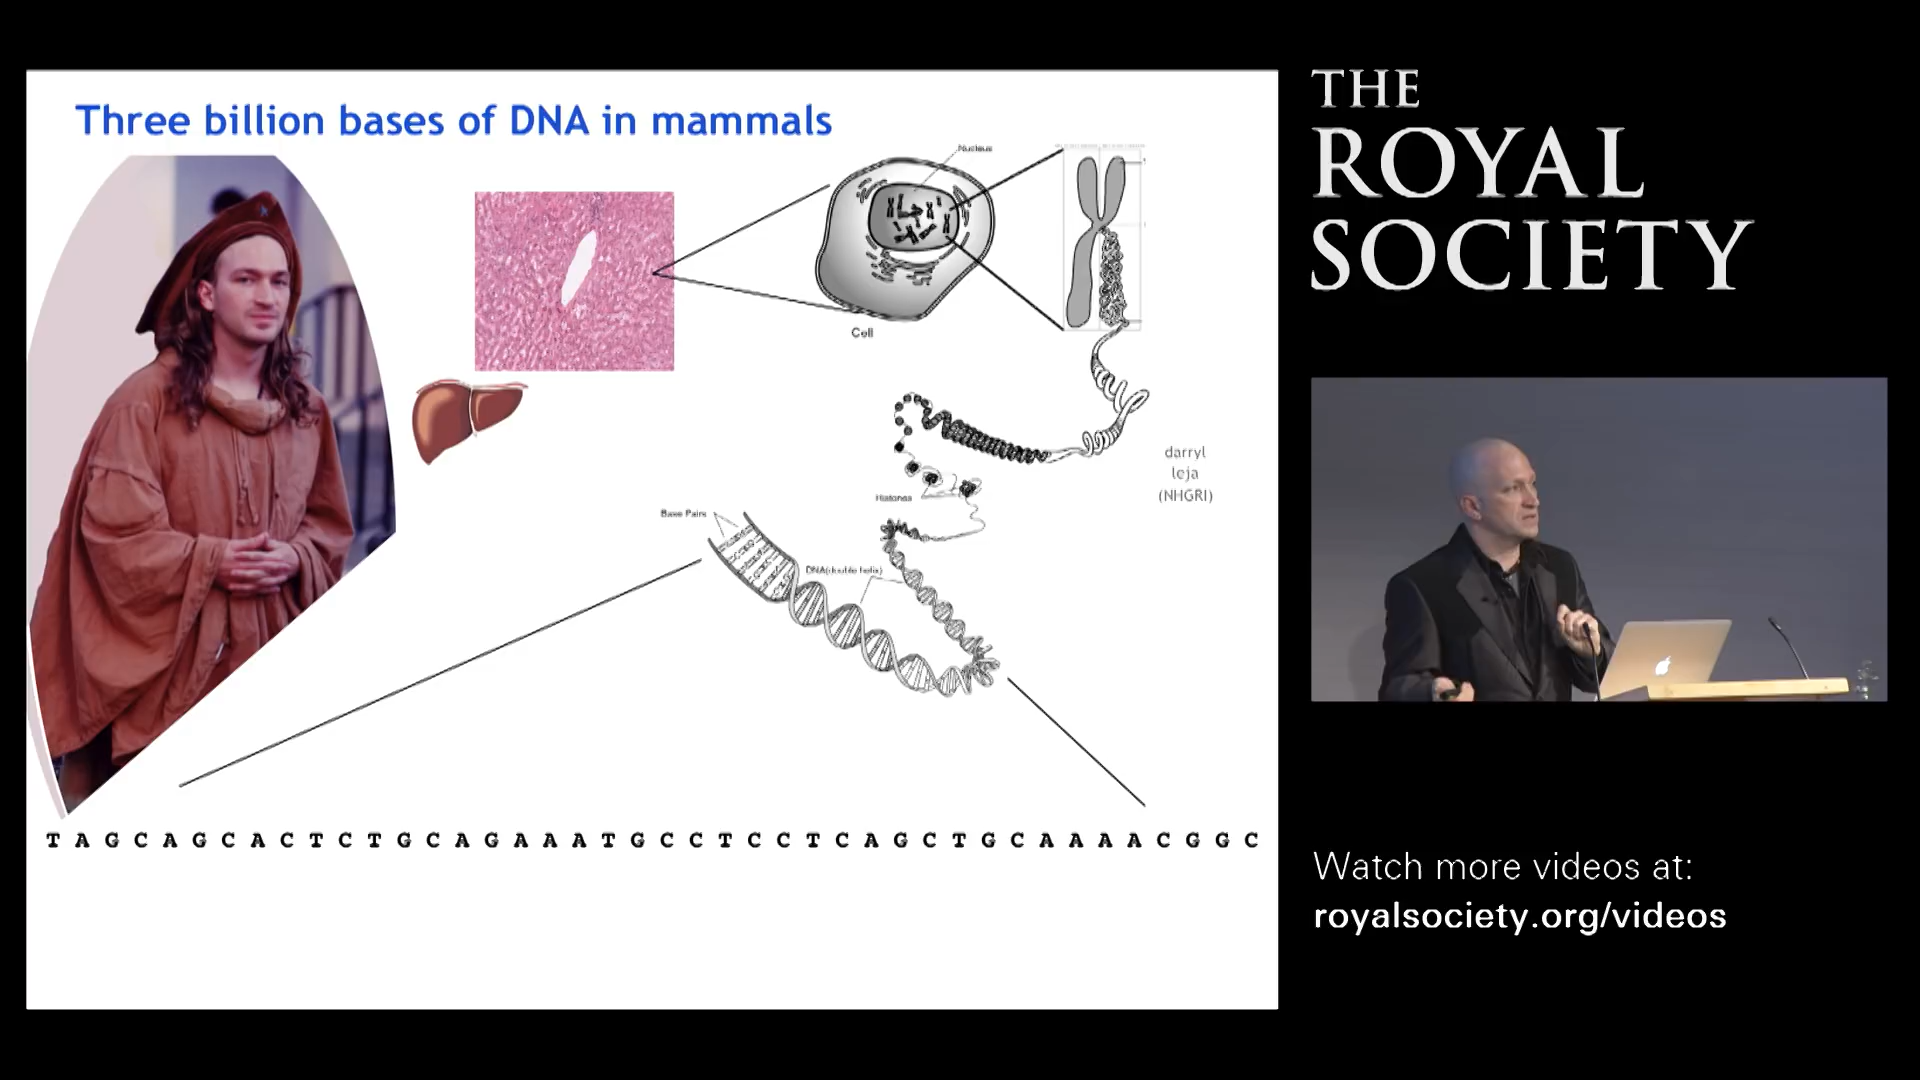 Three billion bases of DNA in mammals
Nucleus
Cell
darryl
leja
(NHGRI)
Histones
Base Pairs
DNA(double helix)
T A G C A G C A C T C T G C A G A A A T G C C T C C T C A G C T G C A A A A C G G C
THE
ROYAL
SOCIETY
Watch more videos at:
royalsociety.org/videos